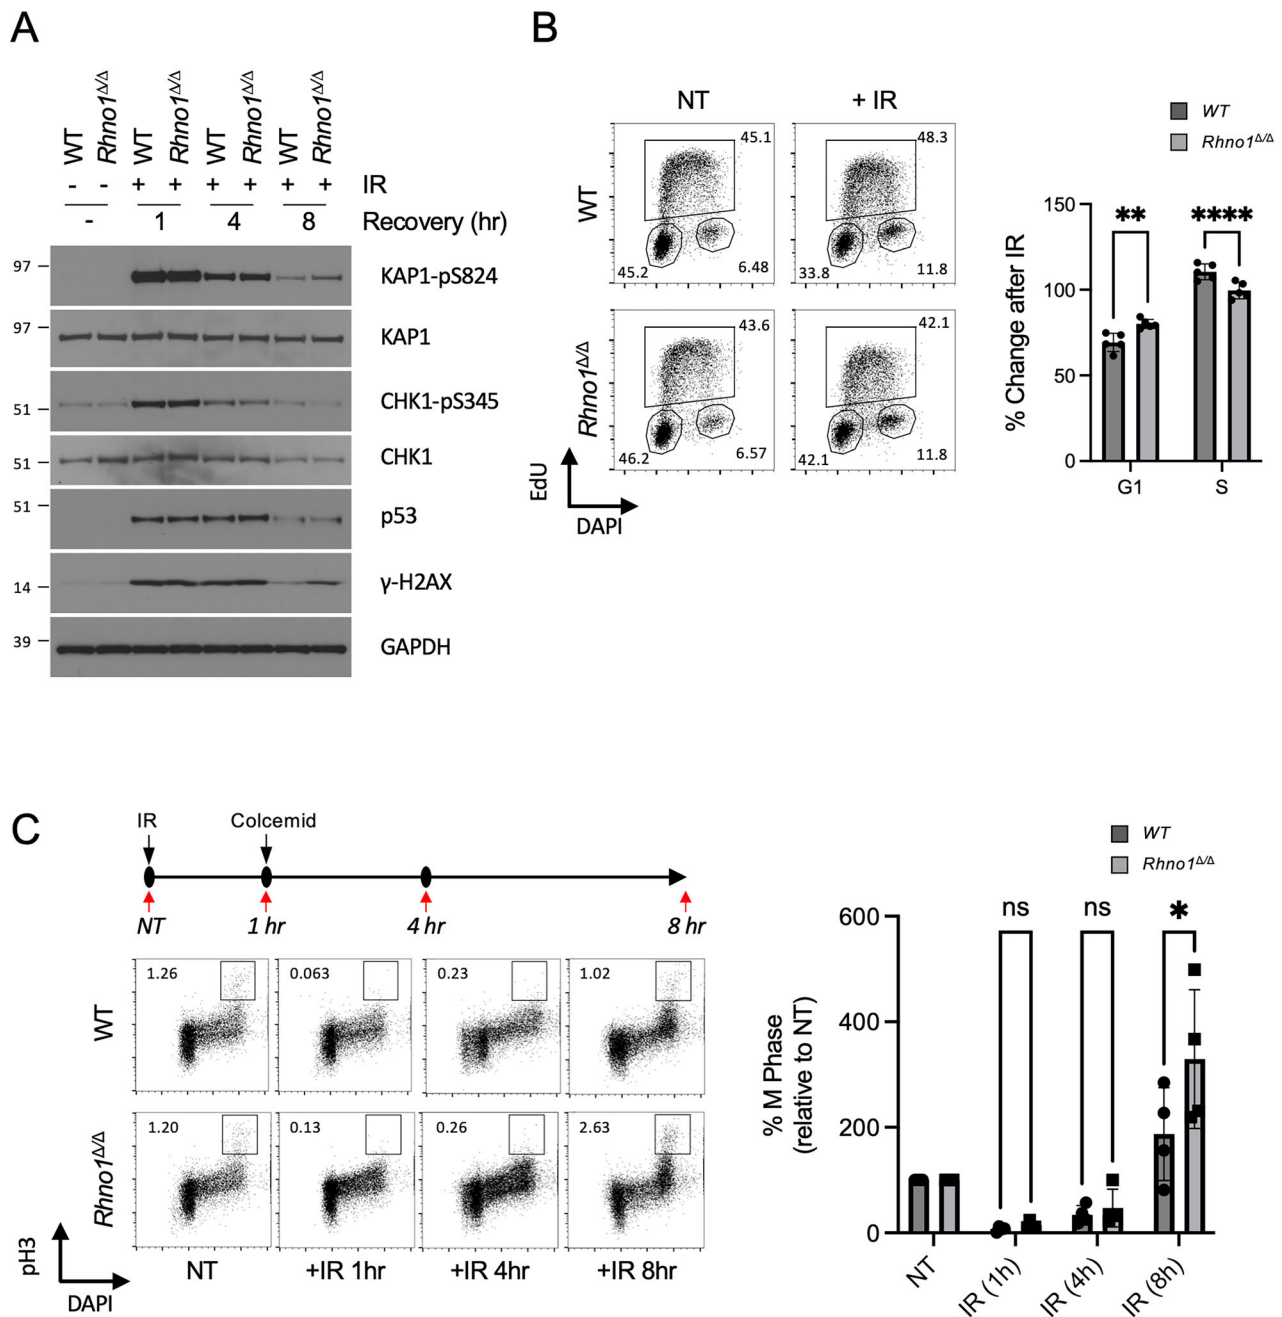 A
WT
Rhno1Δ/Δ
WT
Rhno1Δ/Δ
WT
Rhno1Δ/Δ
WT
Rhno1Δ/Δ
- - + + + + + + IR
- 1 4 8 Recovery (hr)
97 KAP1-pS824
97 KAP1
51 CHK1-pS345
51 CHK1
51 p53
14 γ-H2AX
39 GAPDH
B
NT + IR
WT
45.1
45.2
6.48
48.3
33.8
11.8
Rhno1Δ/Δ
43.6
46.2
6.57
42.1
42.1
11.8
EdU
DAPI
WT
Rhno1Δ/Δ
% Change after IR
150
100
50
0
** ****
G1 S
C
IR Colcemid
NT 1 hr 4 hr 8 hr
WT
1.26 0.063 0.23 1.02
Rhno1Δ/Δ
1.20 0.13 0.26 2.63
pH3
DAPI
NT +IR 1hr +IR 4hr +IR 8hr
WT
Rhno1Δ/Δ
% M Phase
(relative to NT)
600
400
200
0
ns ns *
NT IR (1h) IR (4h) IR (8h)